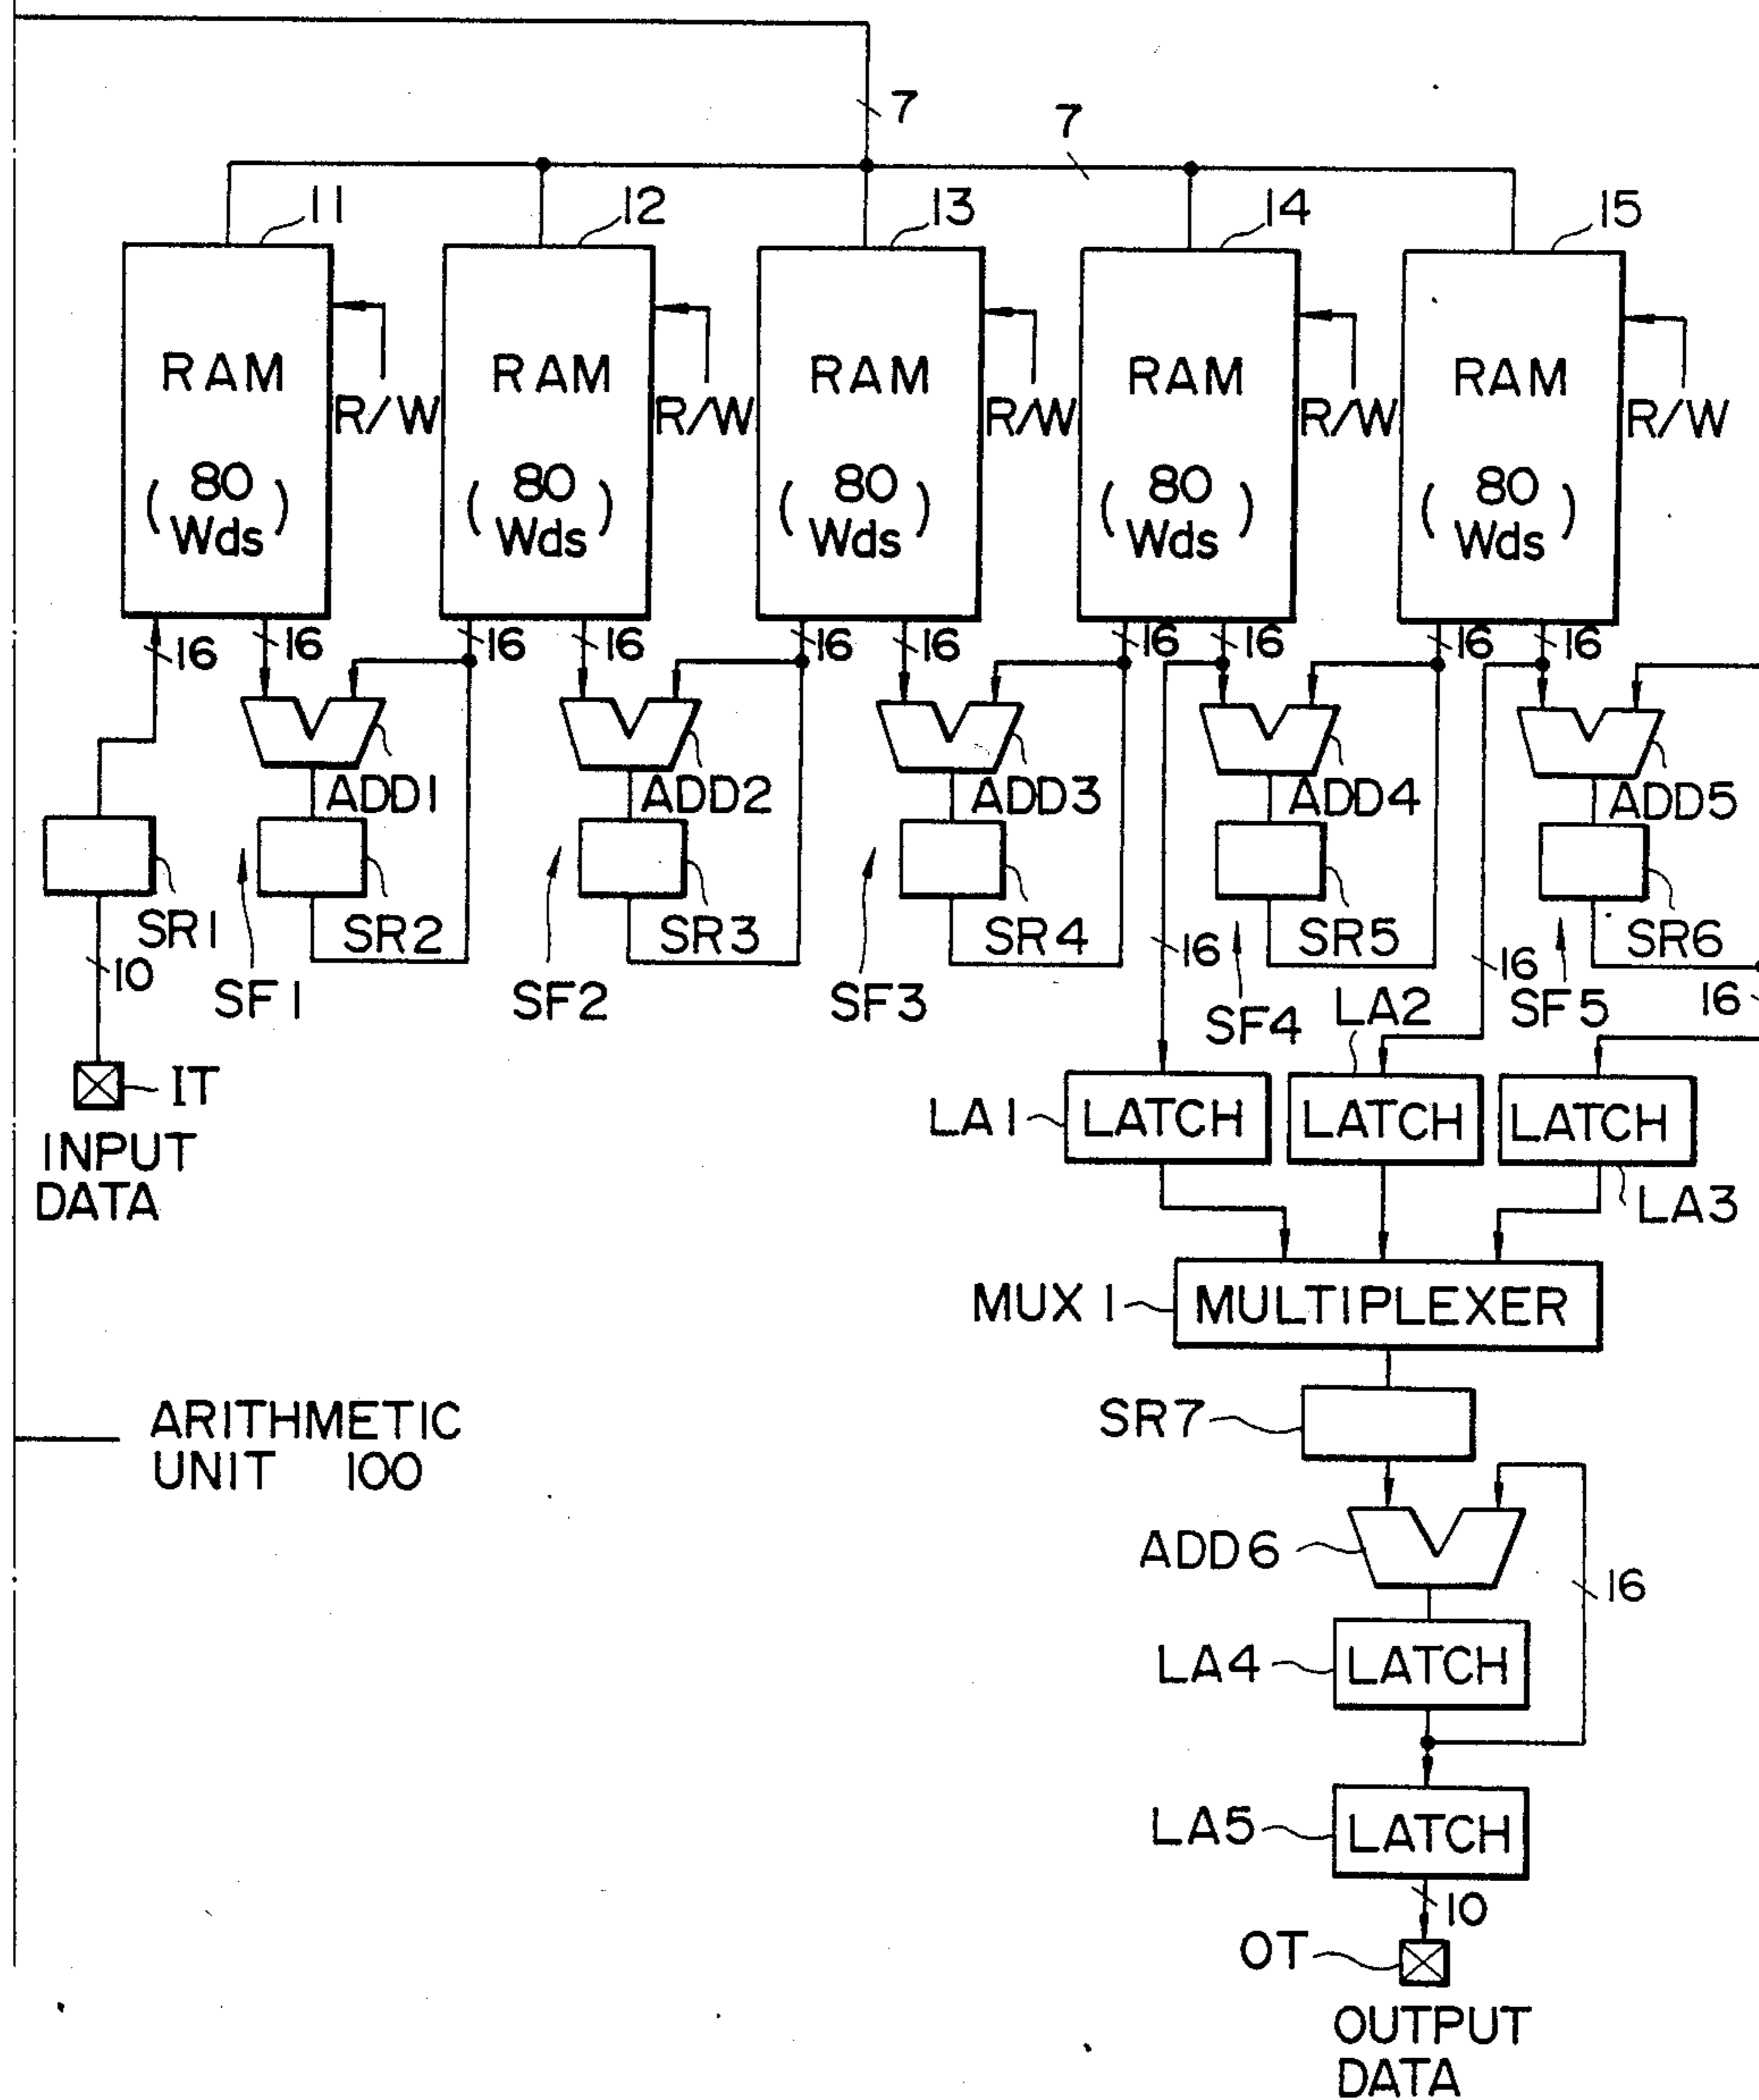 7
7
11
12
13
14
15
RAM
(80
Wds)
R/W
RAM
(80
Wds)
R/W
RAM
(80
Wds)
R/W
RAM
(80
Wds)
R/W
RAM
(80
Wds)
R/W
16
16
16
16
16
16
16
16
16
16
ADD1
ADD2
ADD3
ADD4
ADD5
SR1
SR2
SR3
SR4
SR5
SR6
10
SF1
SF2
SF3
16
SF4
16
SF5
16
LA2
IT
INPUT
DATA
LA1
LATCH
LATCH
LATCH
LA3
MUX 1
MULTIPLEXER
SR7
ARITHMETIC
UNIT 100
ADD6
16
LA4
LATCH
LA5
LATCH
10
OT
OUTPUT
DATA